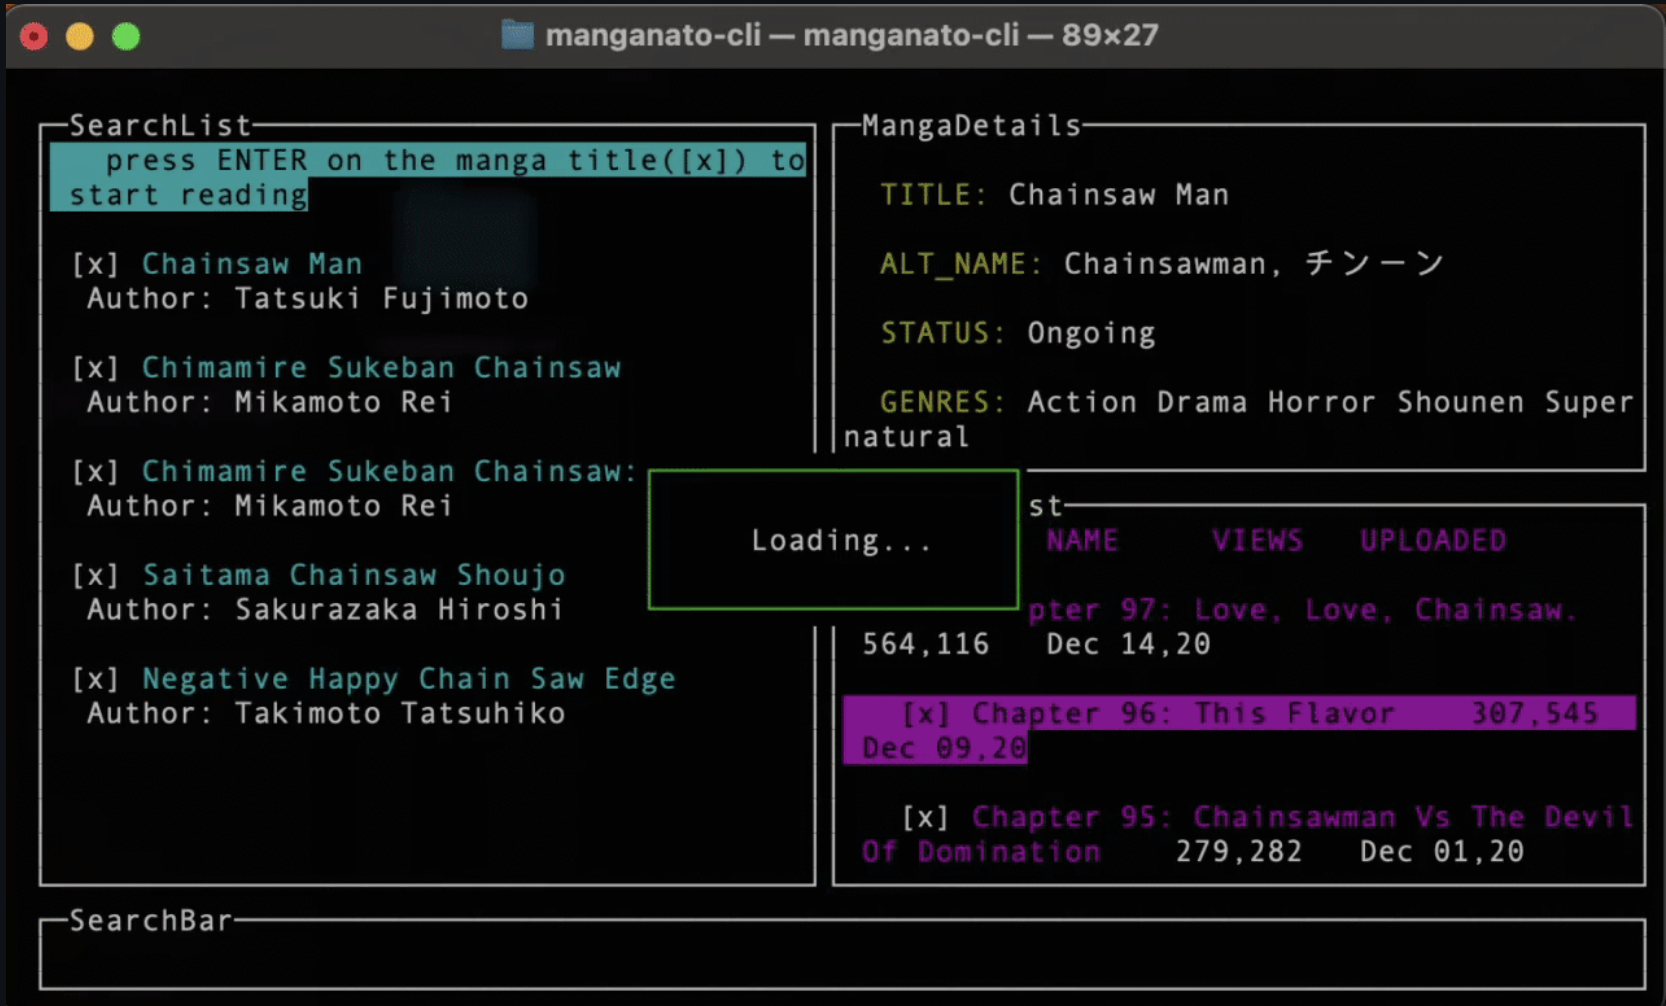 manganato-cli — manganato-cli — 89×27
SearchList
press ENTER on the manga title([x]) to
start reading
[x] Chainsaw Man
Author: Tatsuki Fujimoto
[x] Chimamire Sukeban Chainsaw
Author: Mikamoto Rei
[x] Chimamire Sukeban Chainsaw:
Author: Mikamoto Rei
[x] Saitama Chainsaw Shoujo
Author: Sakurazaka Hiroshi
[x] Negative Happy Chain Saw Edge
Author: Takimoto Tatsuhiko
MangaDetails
TITLE: Chainsaw Man
ALT_NAME: Chainsawman, チンーン
STATUS: Ongoing
GENRES: Action Drama Horror Shounen Super
natural
Loading...
st
NAME VIEWS UPLOADED
pter 97: Love, Love, Chainsaw.
564,116 Dec 14,20
[x] Chapter 96: This Flavor 307,545
Dec 09,20
[x] Chapter 95: Chainsawman Vs The Devil
Of Domination 279,282 Dec 01,20
SearchBar